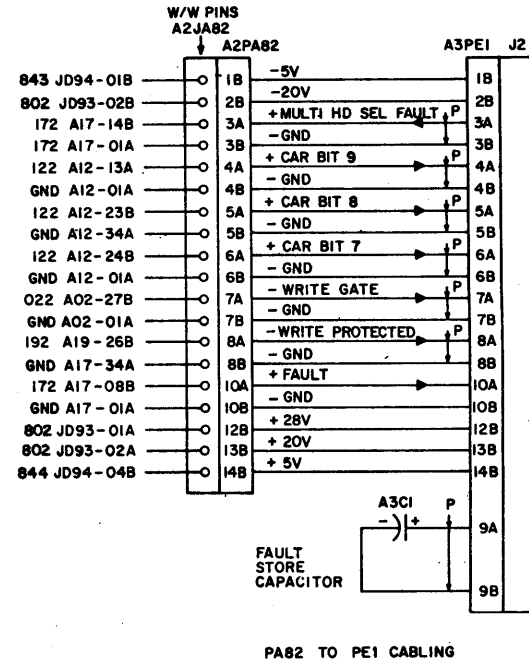 W/W PINS
A2JA82
A2PA82 A3PE1 J2
843 JD94-01B 1B -5V 1B
802 JD93-02B 2B -20V 2B
172 A17-14B 3A +MULTI HD SEL FAULT P 3A
172 A17-01A 3B -GND 3B
122 A12-13A 4A + CAR BIT 9 P 4A
GND A12-01A 4B - GND 4B
122 A12-23B 5A + CAR BIT 8 P 5A
GND A12-34A 5B - GND 5B
122 A12-24B 6A + CAR BIT 7 P 6A
GND A12-01A 6B - GND 6B
022 A02-27B 7A - WRITE GATE P 7A
GND A02-01A 7B - GND 7B
192 A19-26B 8A -WRITE PROTECTED P 8A
GND A17-34A 8B - GND 8B
172 A17-08B 10A + FAULT 10A
GND A17-01A 10B - GND 10B
802 JD93-01A 12B + 28V 12B
802 JD93-02A 13B + 20V 13B
844 JD94-04B 14B + 5V 14B
A3C1 P
- + 9A
FAULT
STORE
CAPACITOR
9B
PA82 TO PE1 CABLING